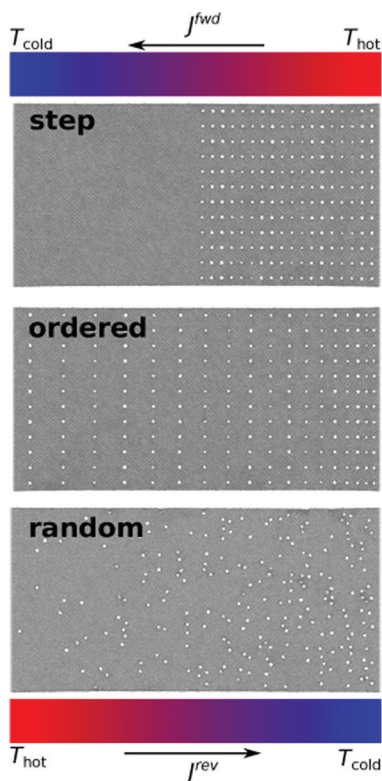 J^fwd
T_cold T_hot
step
ordered
random
T_hot T_cold
J^rev